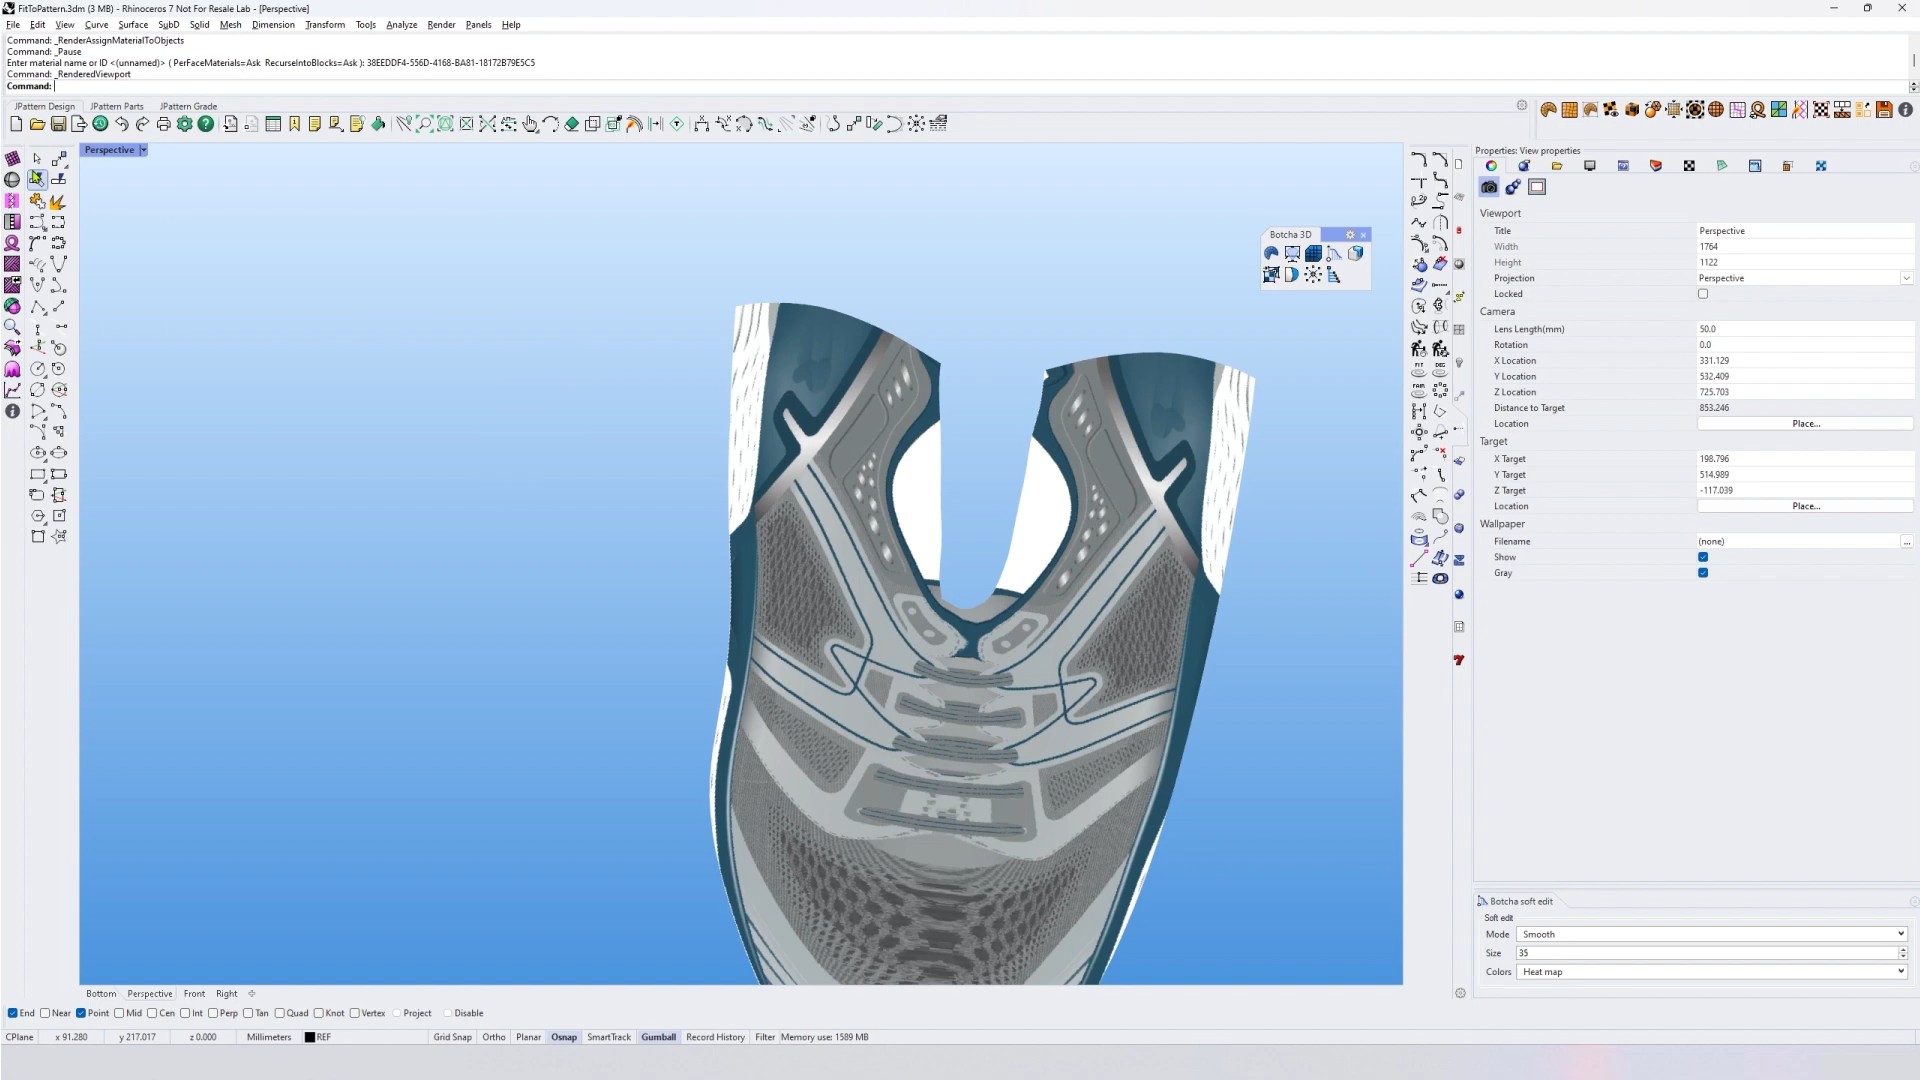 FitToPattern.3dm (3 MB) - Rhinoceros 7 Not For Resale Lab - [Perspective]
File Edit View Curve Surface SubD Solid Mesh Dimension Transform Tools Analyze Render Panels Help
Command: _RenderAssignMaterialToObjects
Command: _Pause
Enter material name or ID <(unnamed)> ( PerFaceMaterials=Ask RecurseIntoBlocks=Ask ): 38EEDDF4-556D-4168-BA81-18172B79E5C5
Command: _RenderedViewport
Command:
JPattern Design JPattern Parts JPattern Grade
Perspective
Botcha 3D
Properties: View properties
Viewport
Title Perspective
Width 1764
Height 1122
Projection Perspective
Locked
Camera
Lens Length(mm) 50.0
Rotation 0.0
X Location 331.129
Y Location 532.409
Z Location 725.703
Distance to Target 853.246
Location Place...
Target
X Target 198.796
Y Target 514.989
Z Target -117.039
Location Place...
Wallpaper
Filename (none) ...
Show
Gray
Botcha soft edit
Soft edit
Mode Smooth
Size 35
Colors Heat map
Bottom Perspective Front Right
End Near Point Mid Cen Int Perp Tan Quad Knot Vertex Project Disable
CPlane x 91.280 y 217.017 z 0.000 Millimeters REF Grid Snap Ortho Planar Osnap SmartTrack Gumball Record History Filter Memory use: 1589 MB